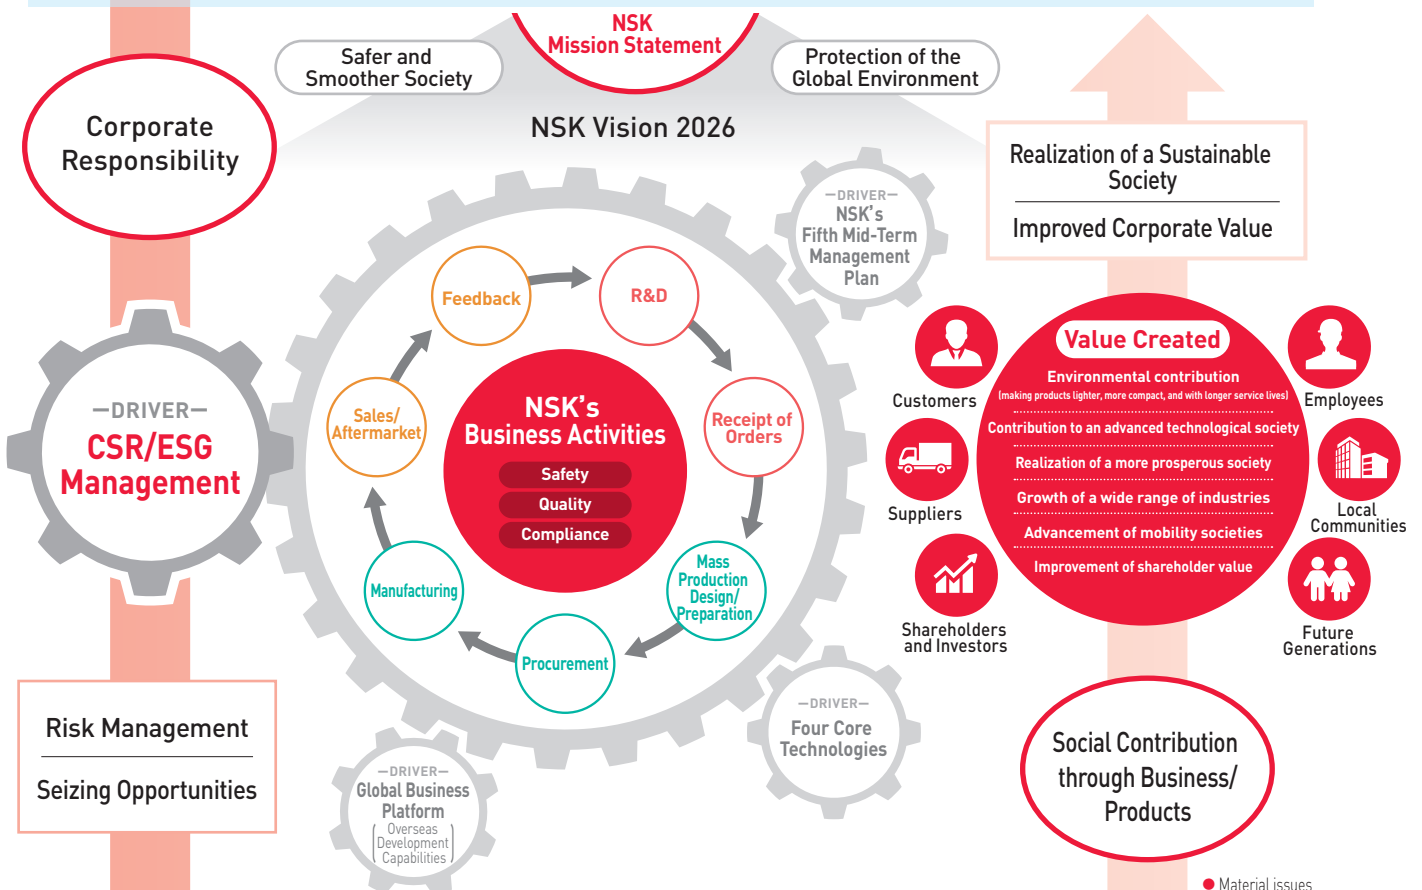 NSK
Mission Statement
Safer and
Smoother Society
Protection of the
Global Environment
NSK Vision 2026
Corporate
Responsibility
—DRIVER—
CSR/ESG
Management
Risk Management
Seizing Opportunities
—DRIVER—
NSK's
Fifth Mid-Term
Management
Plan
Feedback
R&D
Receipt of
Orders
Mass
Production
Design/
Preparation
Procurement
Manufacturing
Sales/
Aftermarket
NSK's
Business Activities
Safety
Quality
Compliance
—DRIVER—
Four Core
Technologies
—DRIVER—
Global Business
Platform
(Overseas
Development
Capabilities)
Realization of a Sustainable
Society
Improved Corporate Value
Value Created
Environmental contribution
(making products lighter, more compact, and with longer service lives)
Contribution to an advanced technological society
Realization of a more prosperous society
Growth of a wide range of industries
Advancement of mobility societies
Improvement of shareholder value
Customers
Suppliers
Shareholders
and Investors
Employees
Local
Communities
Future
Generations
Social Contribution
through Business/
Products
● Material issues